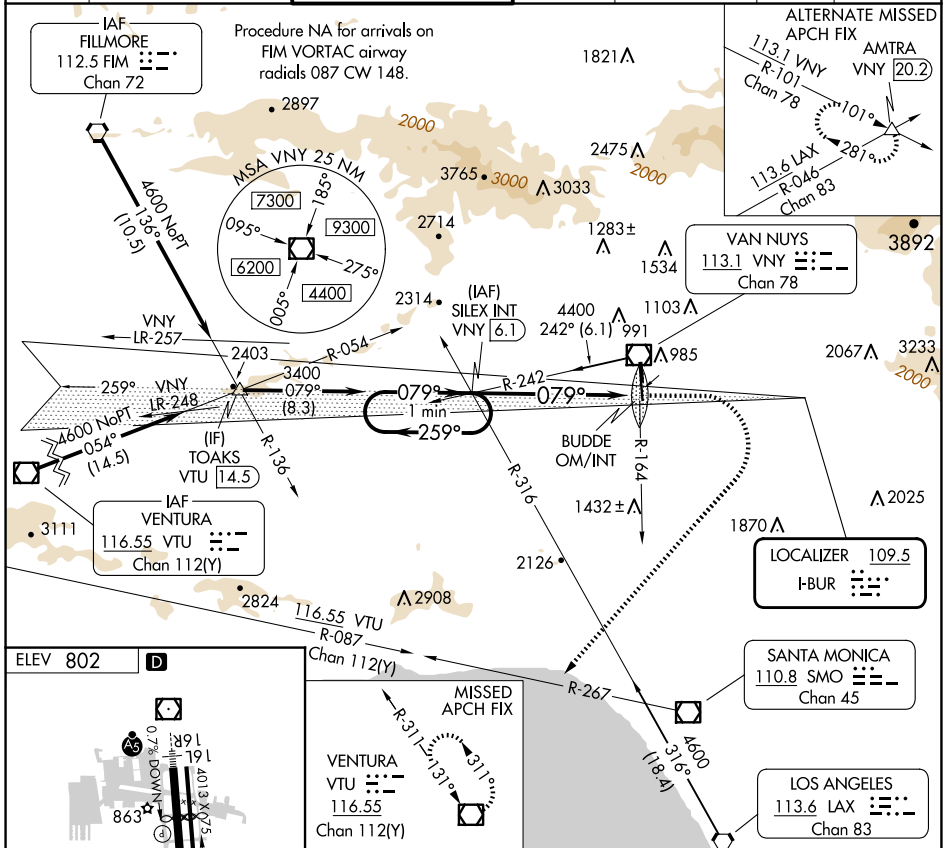 IAF
FILLMORE
112.5 FIM
Chan 72
Procedure NA for arrivals on
FIM VORTAC airway
radials 087 CW 148.
1821
ALTERNATE MISSED
APCH FIX
113.1 VNY
R-101
Chan 78
AMTRA
VNY 20.2
101°
281°
113.6 LAX
R-046
Chan 83
2897
2000
MSA VNY 25 NM
7300
185°
095°
9300
6200
275°
4400
005°
3765
3000
3033
2475
2000
2714
1283±
1534
3892
VAN NUYS
113.1 VNY
Chan 78
4600 NoPT
136°
(10.5)
2314
(IAF)
SILEX INT
VNY 6.1
4400
242° (6.1)
991
1103
985
2067
3233
2000
VNY
LR-257
2403
R-054
R-242
259°
VNY
LR-248
3400
079°
(8.3)
079°
1 min
259°
079°
4600 NoPT
054°
(14.5)
(IF)
TOAKS
VTU 14.5
R-136
BUDDE
OM/INT
R-164
R-316
IAF
VENTURA
116.55 VTU
Chan 112(Y)
3111
1432±
2025
1870
LOCALIZER 109.5
I-BUR
2126
2824
2908
116.55 VTU
R-087
Chan 112(Y)
R-267
SANTA MONICA
110.8 SMO
Chan 45
4600
316°
(18.4)
LOS ANGELES
113.6 LAX
Chan 83
ELEV 802
D
A5
16R
16L
0.7% DOWN
4013 X 75
863
P
MISSED
APCH FIX
R-311
131°
311°
VENTURA
VTU
116.55
Chan 112(Y)